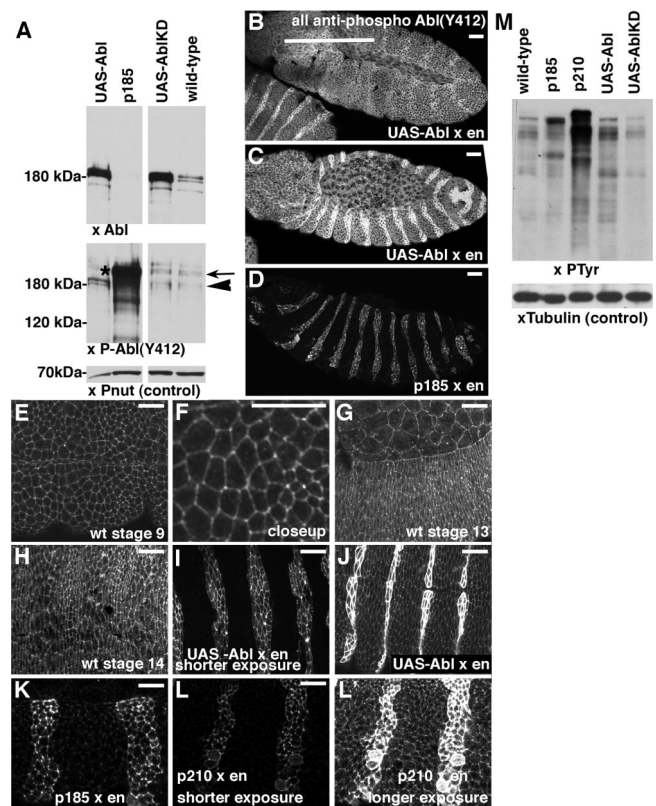 A
UAS-Abl
p185
UAS-AblKD
wild-type
180 kDa-
x Abl
*
180 kDa-
120 kDa-
x P-Abl(Y412)
70kDa-
x Pnut (control)
B
all anti-phospho Abl(Y412)
UAS-Abl x en
C
UAS-Abl x en
D
p185 x en
M
wild-type
p185
p210
UAS-Abl
UAS-AblKD
x PTyr
xTubulin (control)
E
wt stage 9
F
closeup
G
wt stage 13
H
wt stage 14
I
UAS -Abl x en
shorter exposure
J
UAS-Abl x en
K
p185 x en
L
p210 x en
shorter exposure
L'
p210 x en
longer exposure